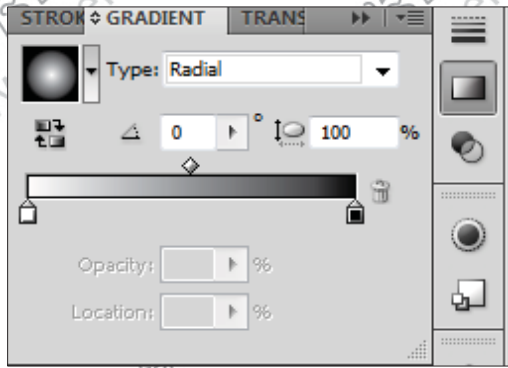 STROK GRADIENT TRANS
Type: Radial
0 ° 100 %
Opacity: %
Location: %